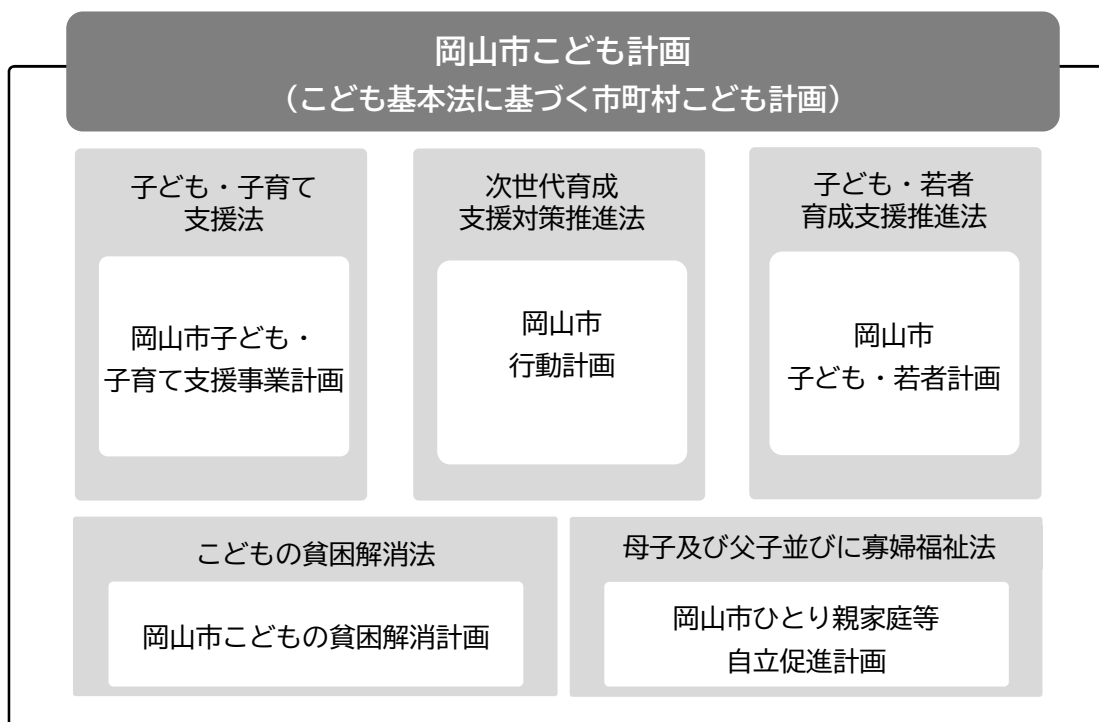 岡山市こども計画
（こども基本法に基づく市町村こども計画）
子ども・子育て
支援法
岡山市子ども・
子育て支援事業計画
次世代育成
支援対策推進法
岡山市
行動計画
子ども・若者
育成支援推進法
岡山市
子ども・若者計画
こどもの貧困解消法
岡山市こどもの貧困解消計画
母子及び父子並びに寡婦福祉法
岡山市ひとり親家庭等
自立促進計画